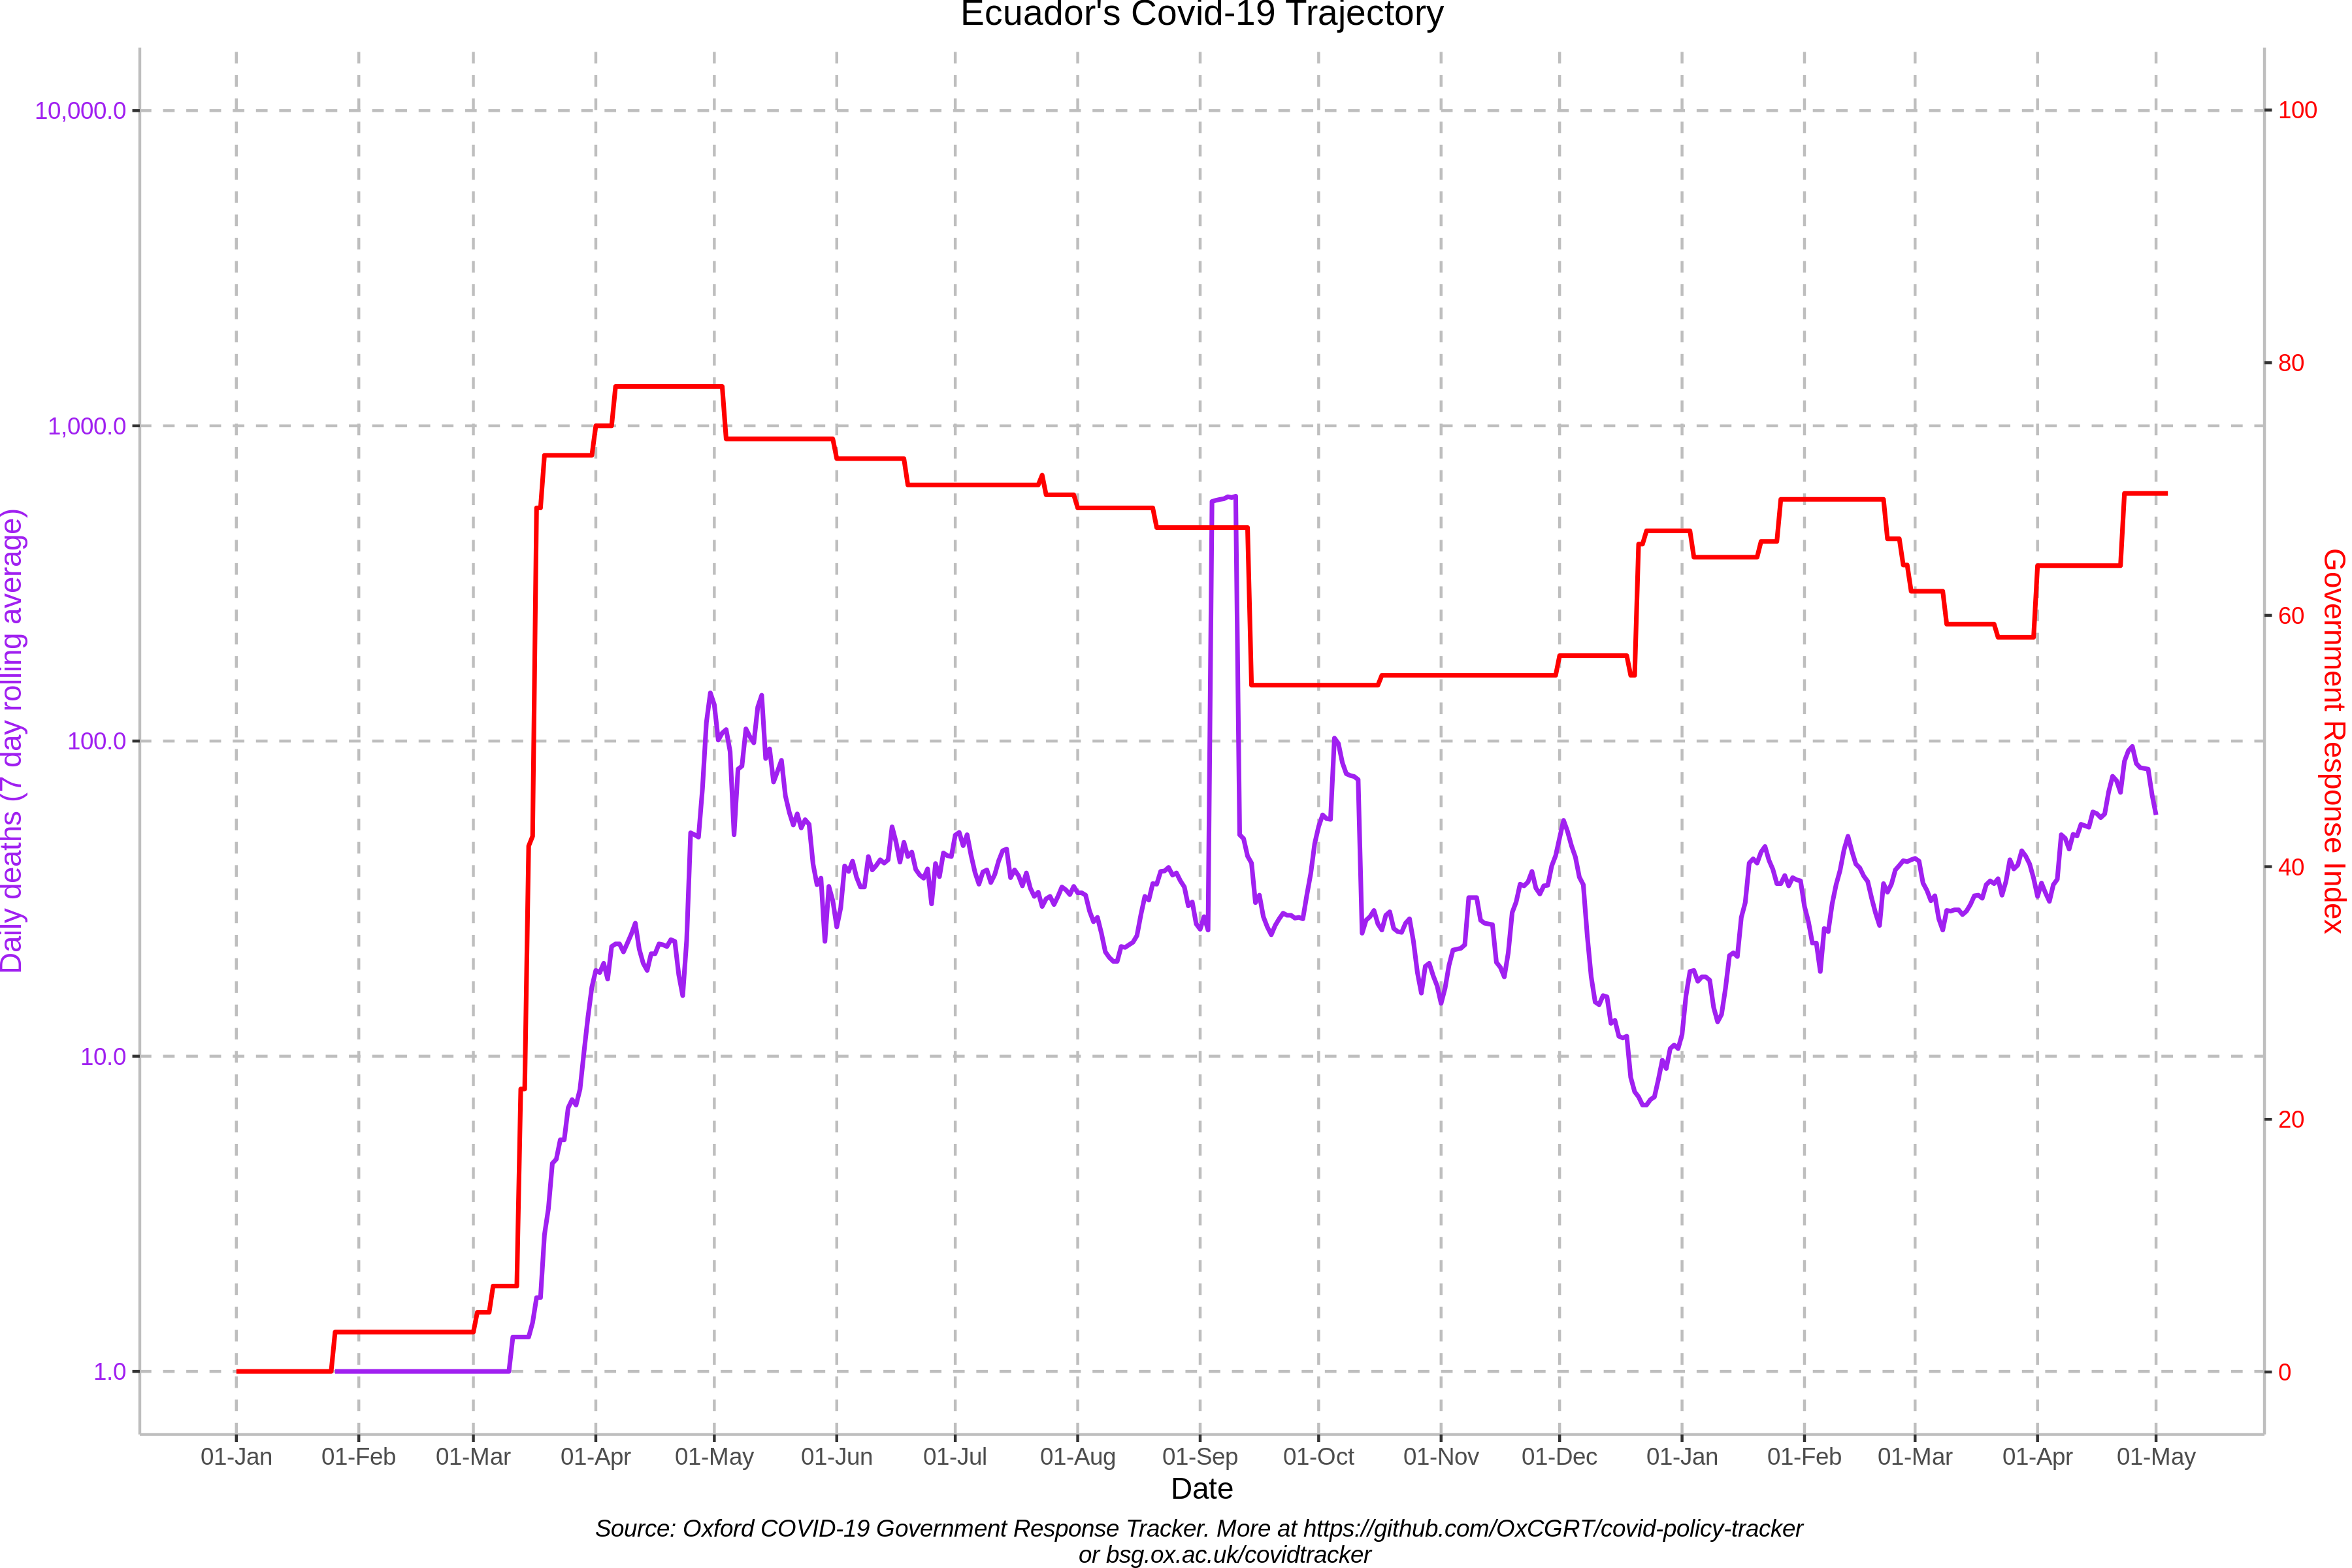 Ecuador's Covid-19 Trajectory
10,000.0
1,000.0
100.0
10.0
1.0
Daily deaths (7 day rolling average)
100
80
60
40
20
0
Government Response Index
01-Jan
01-Feb
01-Mar
01-Apr
01-May
01-Jun
01-Jul
01-Aug
01-Sep
01-Oct
01-Nov
01-Dec
01-Jan
01-Feb
01-Mar
01-Apr
01-May
Date
Source: Oxford COVID-19 Government Response Tracker. More at https://github.com/OxCGRT/covid-policy-tracker
or bsg.ox.ac.uk/covidtracker